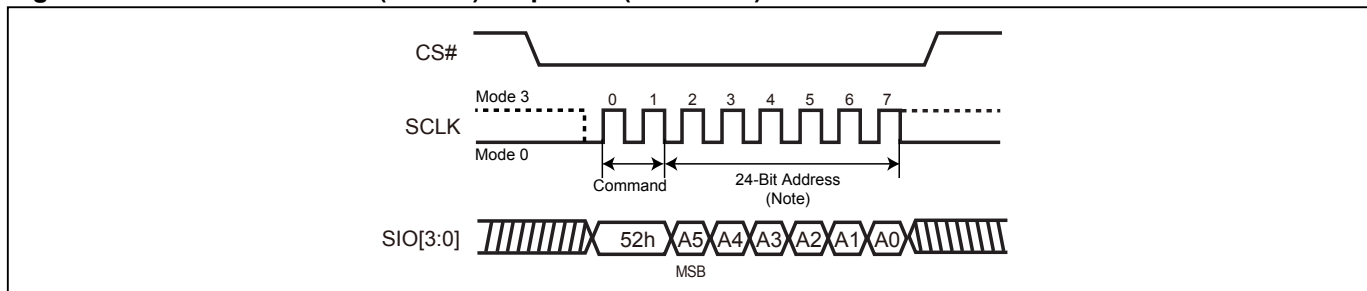 CS#
Mode 3
0 1 2 3 4 5 6 7
SCLK
Mode 0
Command
24-Bit Address
(Note)
SIO[3:0]
52h A5 A4 A3 A2 A1 A0
MSB